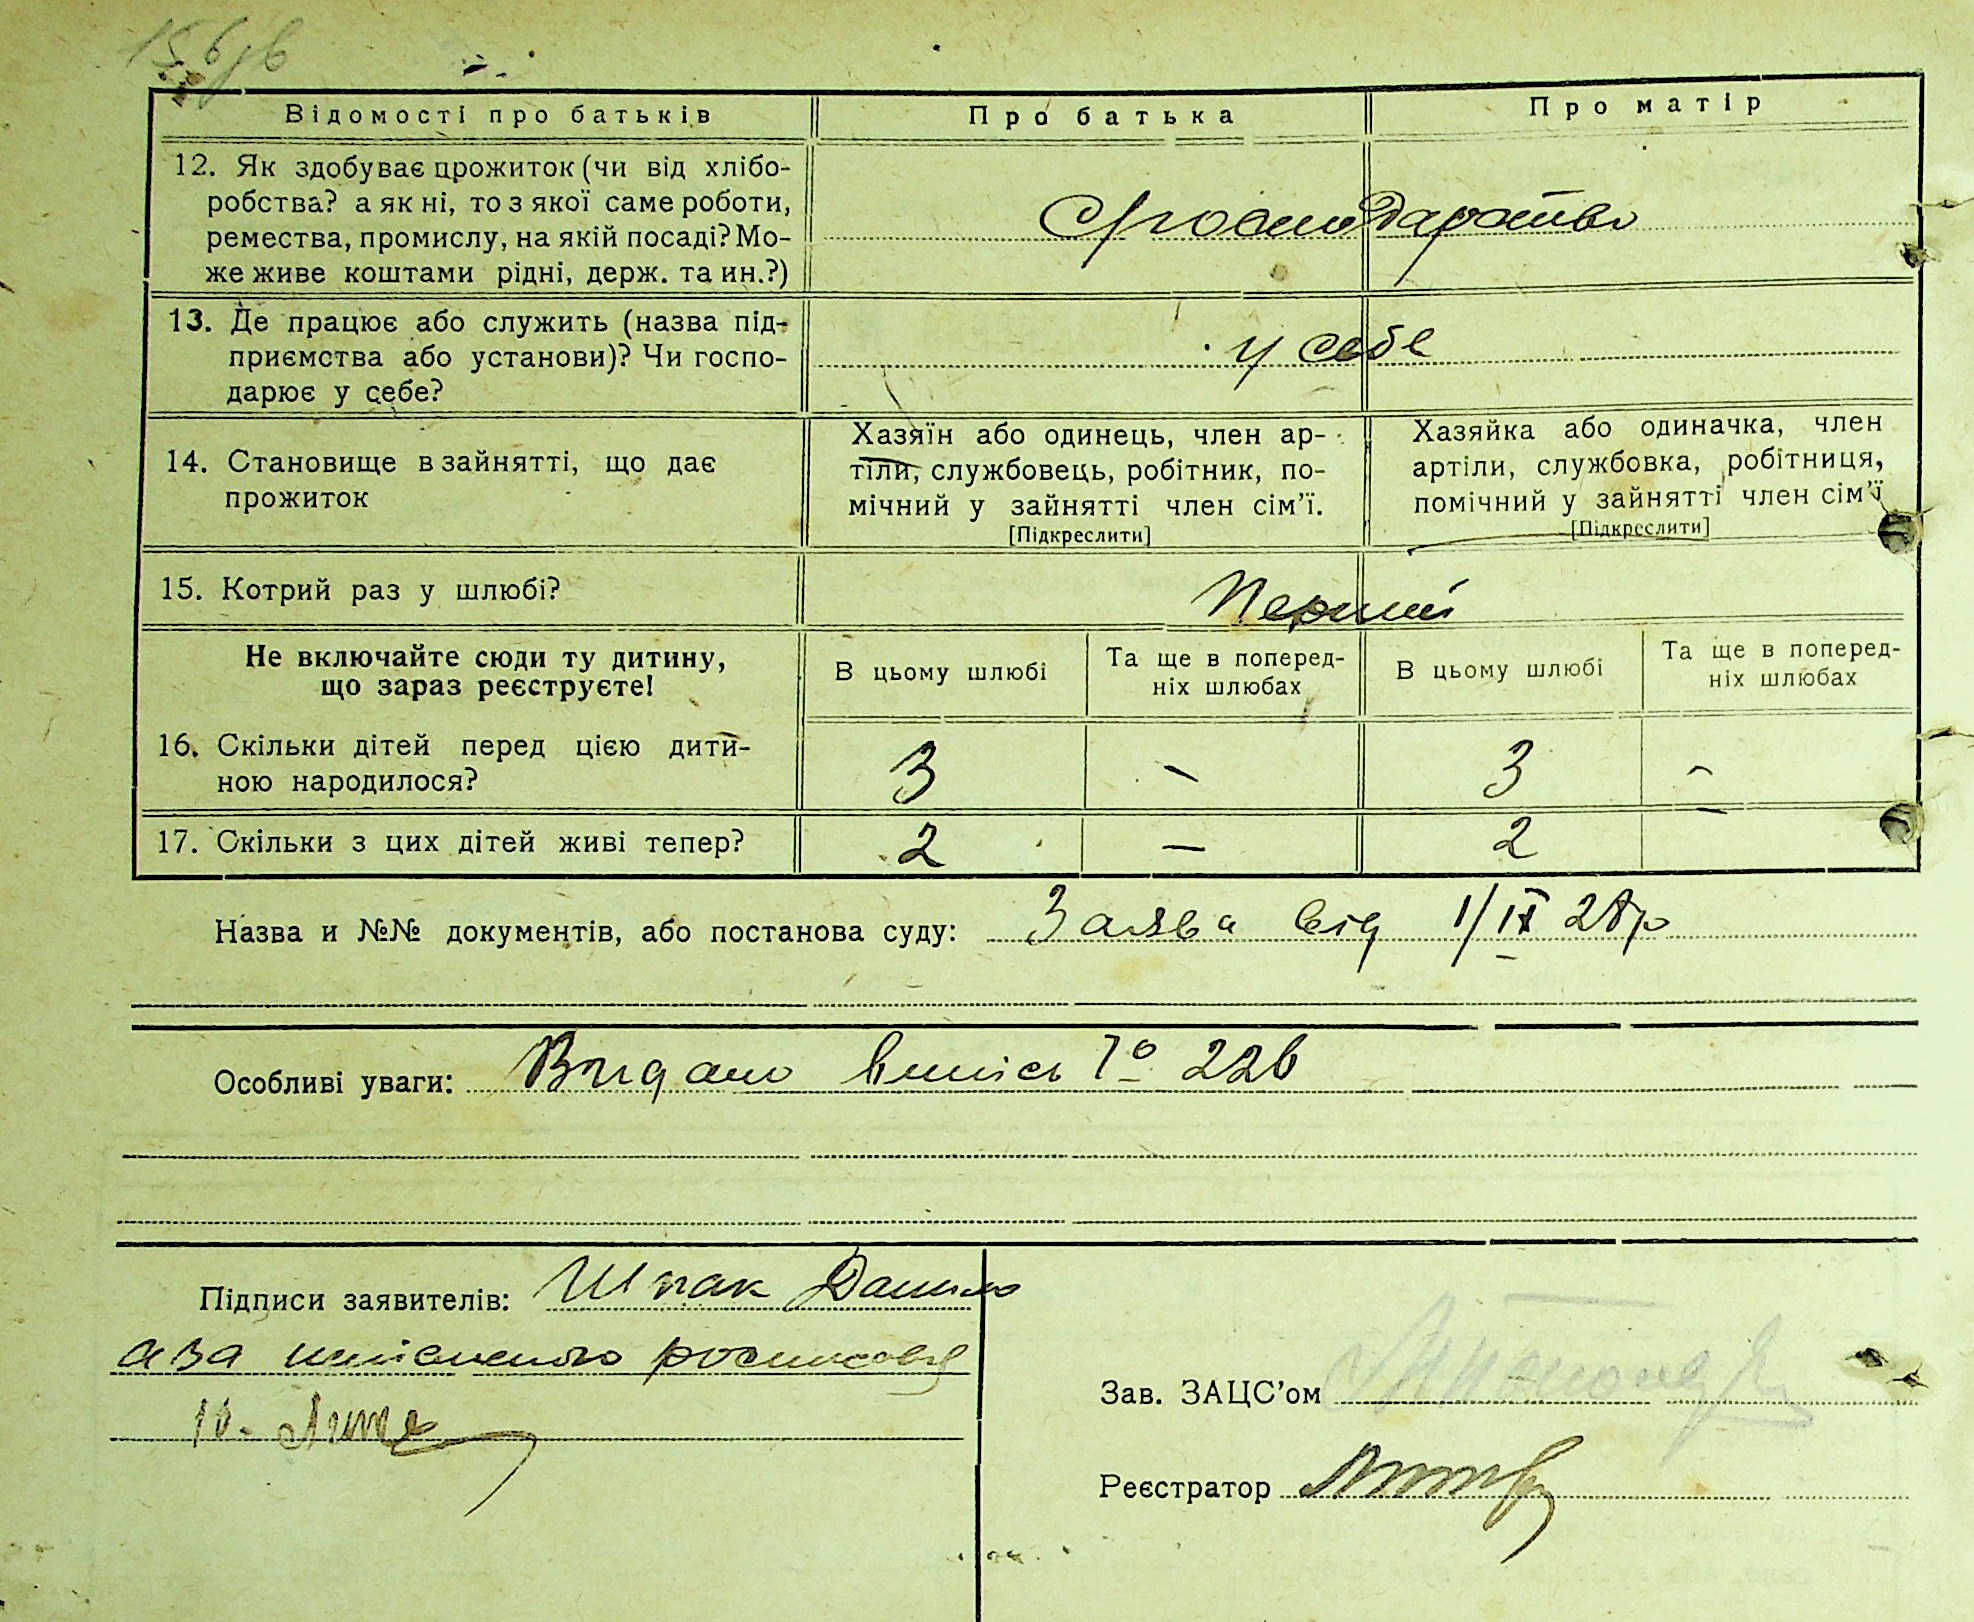 Відомості про батьків
Про батька
Про матір
12. Як здобуває прожиток (чи від хлібо-
робства? а як ні, то з якої саме роботи,
ремества, промислу, на якій посаді? Мо-
же живе коштами рідні, держ. та ин.?)
Господарство
13. Де працює або служить (назва під-
приємства або установи)? Чи госпо-
дарює у себе?
у себе
14. Становище в зайнятті, що дає
прожиток
Хазяїн або одинець, член ар-
тіли, службовець, робітник, по-
мічний у зайнятті член сім’ї.
[Підкреслити]
Хазяйка або одиначка, член
артіли, службовка, робітниця,
помічний у зайнятті член сім’ї
[Підкреслити]
15. Котрий раз у шлюбі?
Перший
Не включайте сюди ту дитину,
що зараз реєструєте!
В цьому шлюбі
Та ще в поперед-
ніх шлюбах
В цьому шлюбі
Та ще в поперед-
ніх шлюбах
16. Скільки дітей перед цією дити-
ною народилося?
3 — 3 —
17. Скільки з цих дітей живі тепер?
2 — 2 —
Назва и №№ документів, або постанова суду: Заява від 1/IX 28р
Особливі уваги: Видано випись № 226
Підписи заявителів: Шпак Данило
а за росписався
Зав. ЗАЦС’ом
Реєстратор